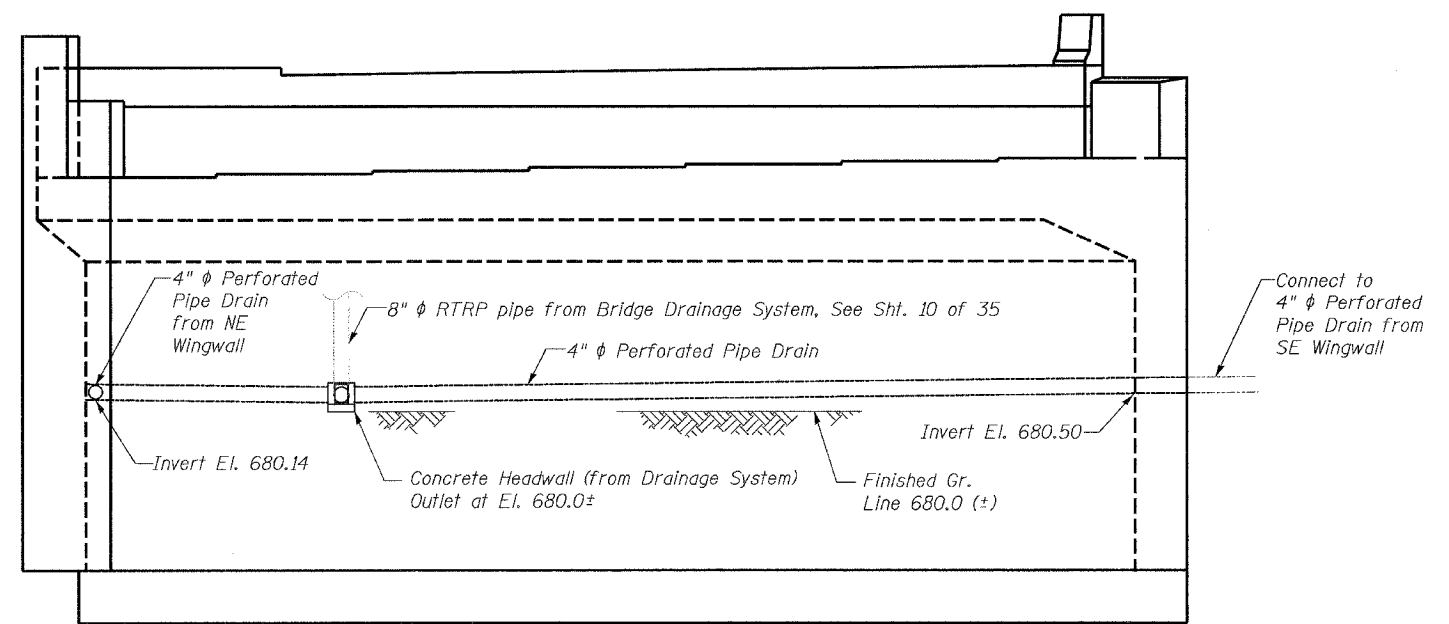 4" ϕ Perforated
Pipe Drain
from NE
Wingwall
8" ϕ RTRP pipe from Bridge Drainage System, See Sht. 10 of 35
4" ϕ Perforated Pipe Drain
Connect to
4" ϕ Perforated
Pipe Drain from
SE Wingwall
Invert El. 680.14
Concrete Headwall (from Drainage System)
Outlet at El. 680.0±
Finished Gr.
Line 680.0 (±)
Invert El. 680.50